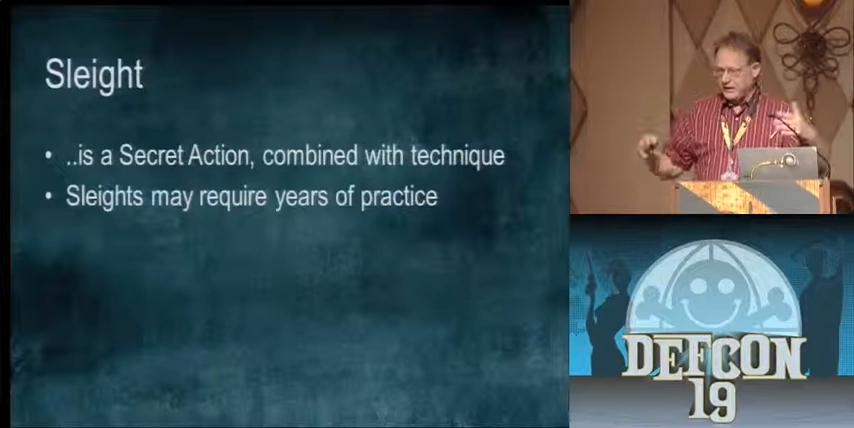 Sleight
• ..is a Secret Action, combined with technique
• Sleights may require years of practice
DEFCON
19